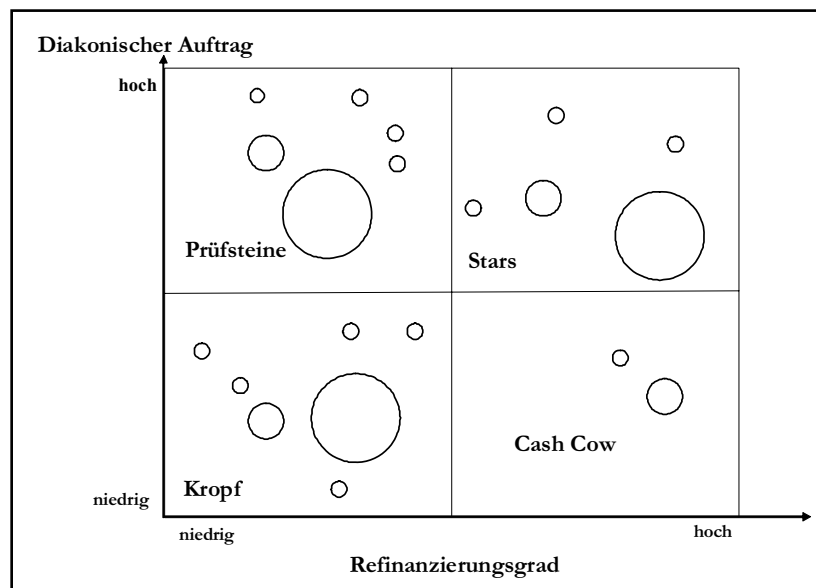 Diakonischer Auftrag
hoch
Prüfsteine
Stars
Cash Cow
Kropf
niedrig
niedrig
hoch
Refinanzierungsgrad